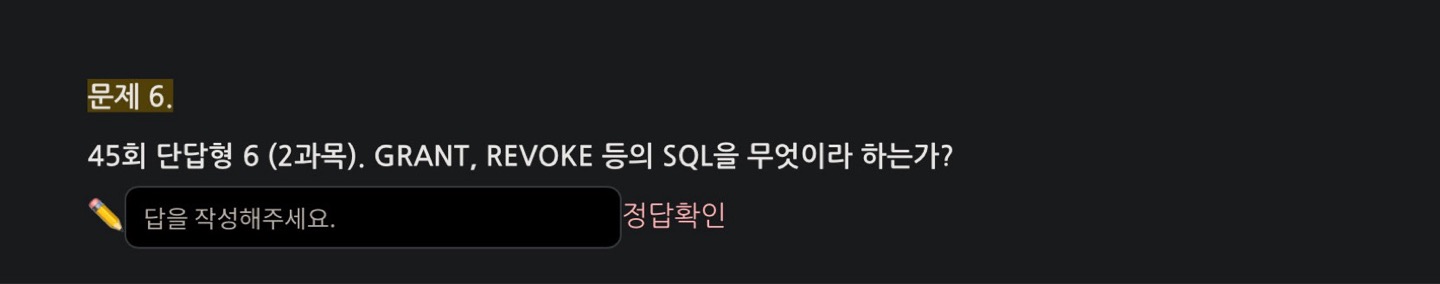 문제 6.
45회 단답형 6 (2과목). GRANT, REVOKE 등의 SQL을 무엇이라 하는가?
답을 작성해주세요. 정답확인